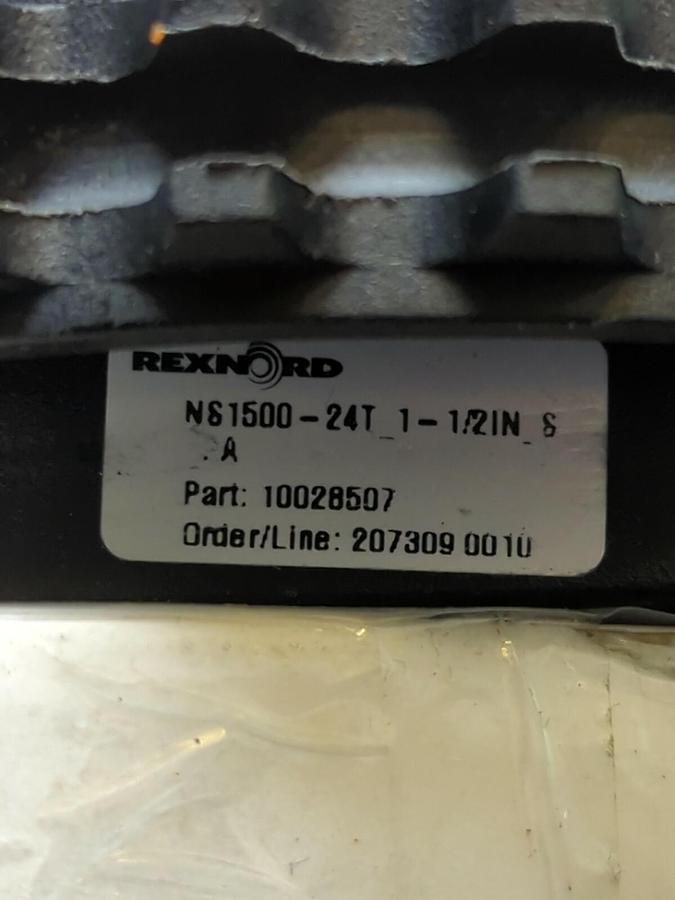 REXNORD
NS1500-24T_1-1/2IN_S
. A
Part: 10028507
Order/Line: 207309 0010